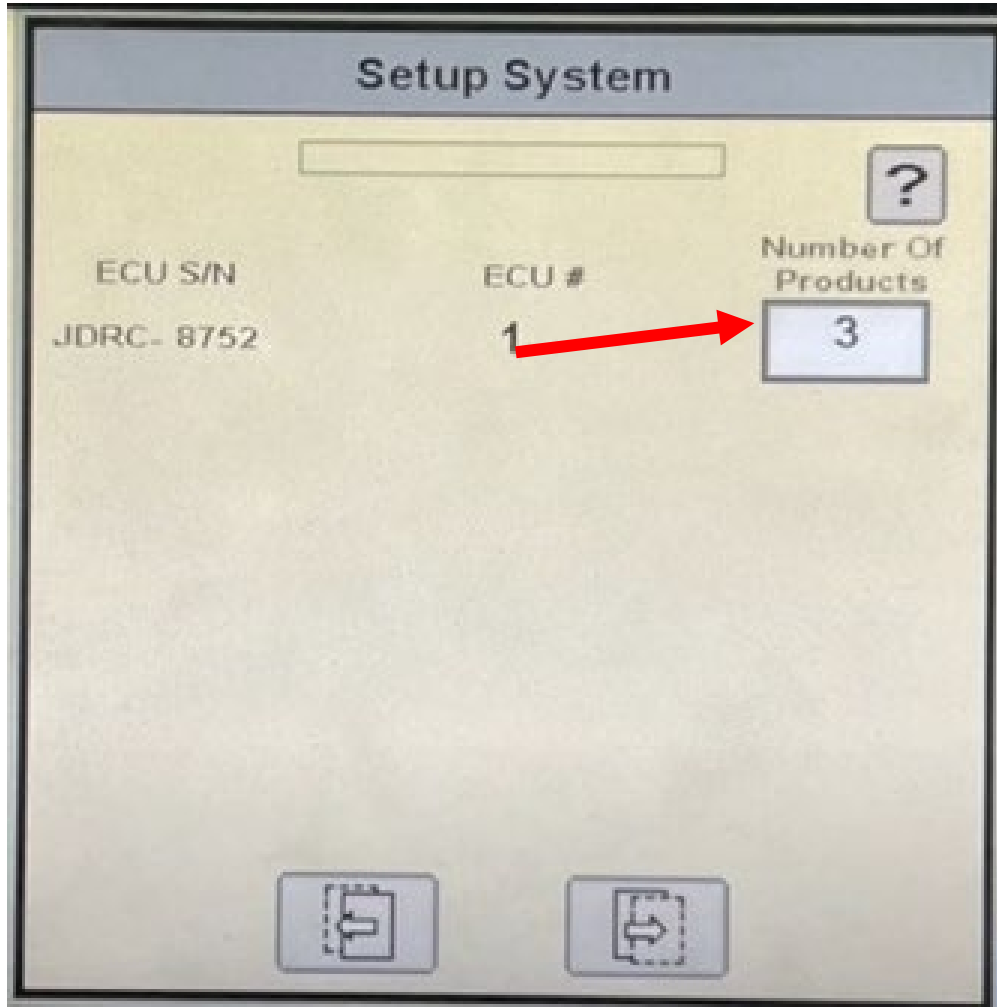 Setup System
?
ECU S/N
ECU #
Number Of
Products
JDRC- 8752
1
3